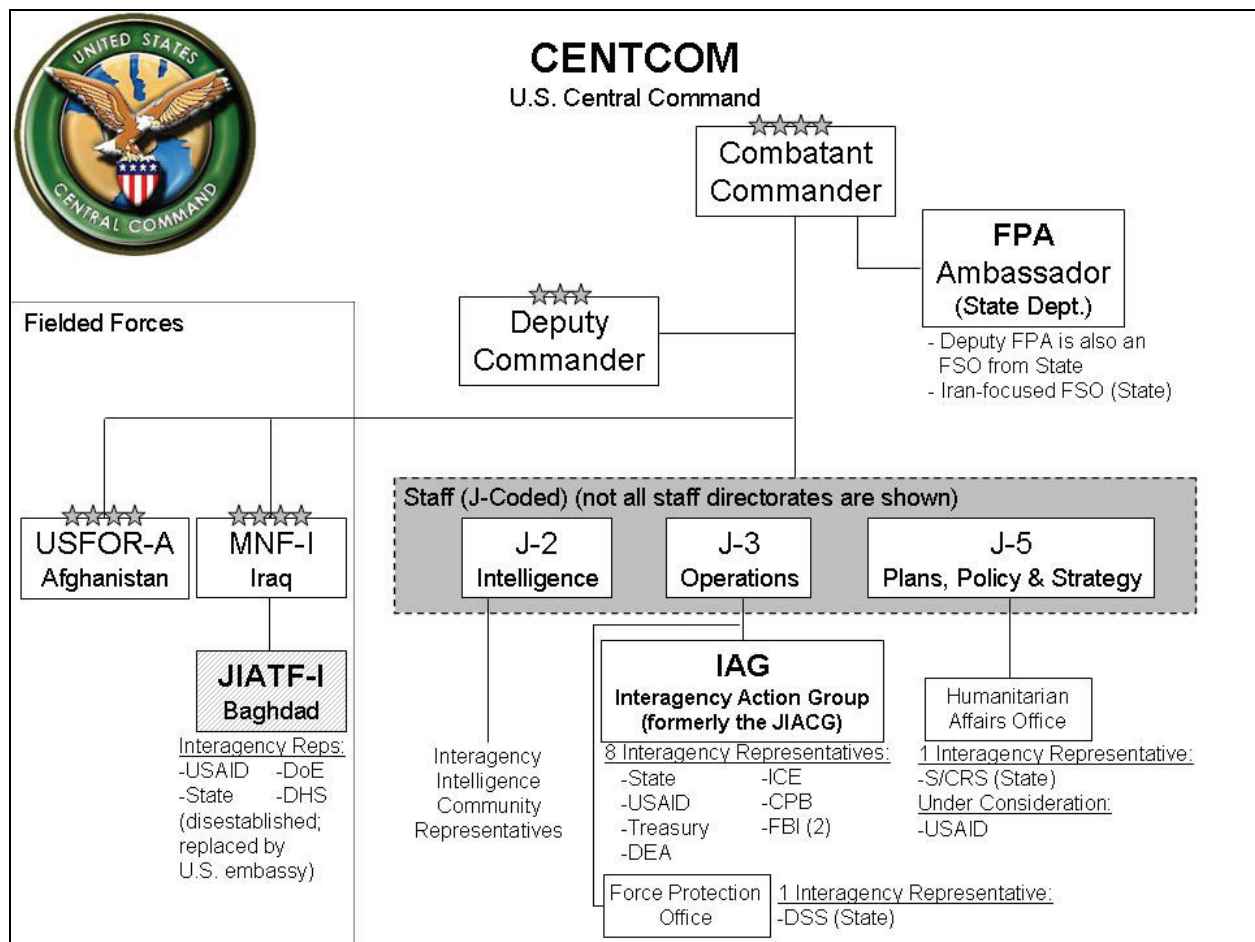 UNITED STATES
CENTRAL COMMAND
CENTCOM
U.S. Central Command
Combatant
Commander
FPA
Ambassador
(State Dept.)
- Deputy FPA is also an
FSO from State
- Iran-focused FSO (State)
Deputy
Commander
Fielded Forces
USFOR-A
Afghanistan
MNF-I
Iraq
JIATF-I
Baghdad
Interagency Reps:
-USAID -DoE
-State -DHS
(disestablished;
replaced by
U.S. embassy)
Staff (J-Coded) (not all staff directorates are shown)
J-2
Intelligence
J-3
Operations
J-5
Plans, Policy & Strategy
Interagency
Intelligence
Community
Representatives
IAG
Interagency Action Group
(formerly the JIACG)
8 Interagency Representatives:
-State -ICE
-USAID -CPB
-Treasury -FBI (2)
-DEA
Force Protection
Office
1 Interagency Representative:
-DSS (State)
Humanitarian
Affairs Office
1 Interagency Representative:
-S/CRS (State)
Under Consideration:
-USAID